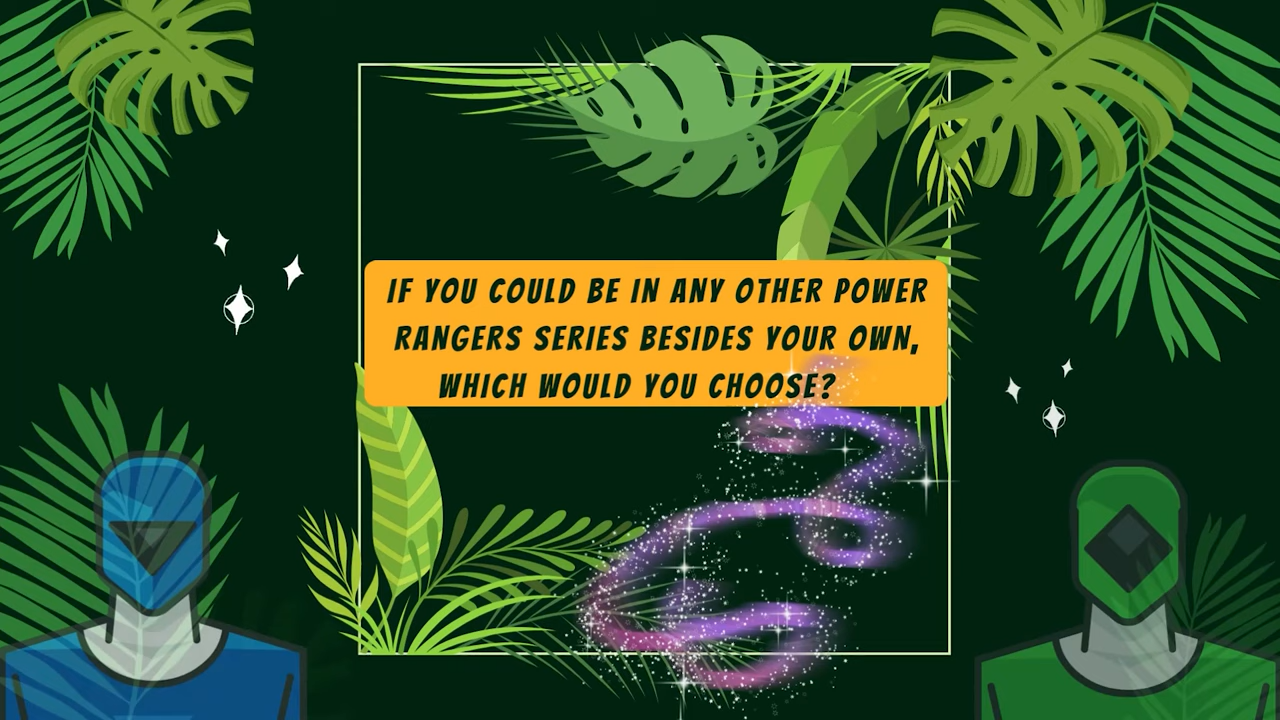 IF YOU COULD BE IN ANY OTHER POWER
RANGERS SERIES BESIDES YOUR OWN,
WHICH WOULD YOU CHOOSE?